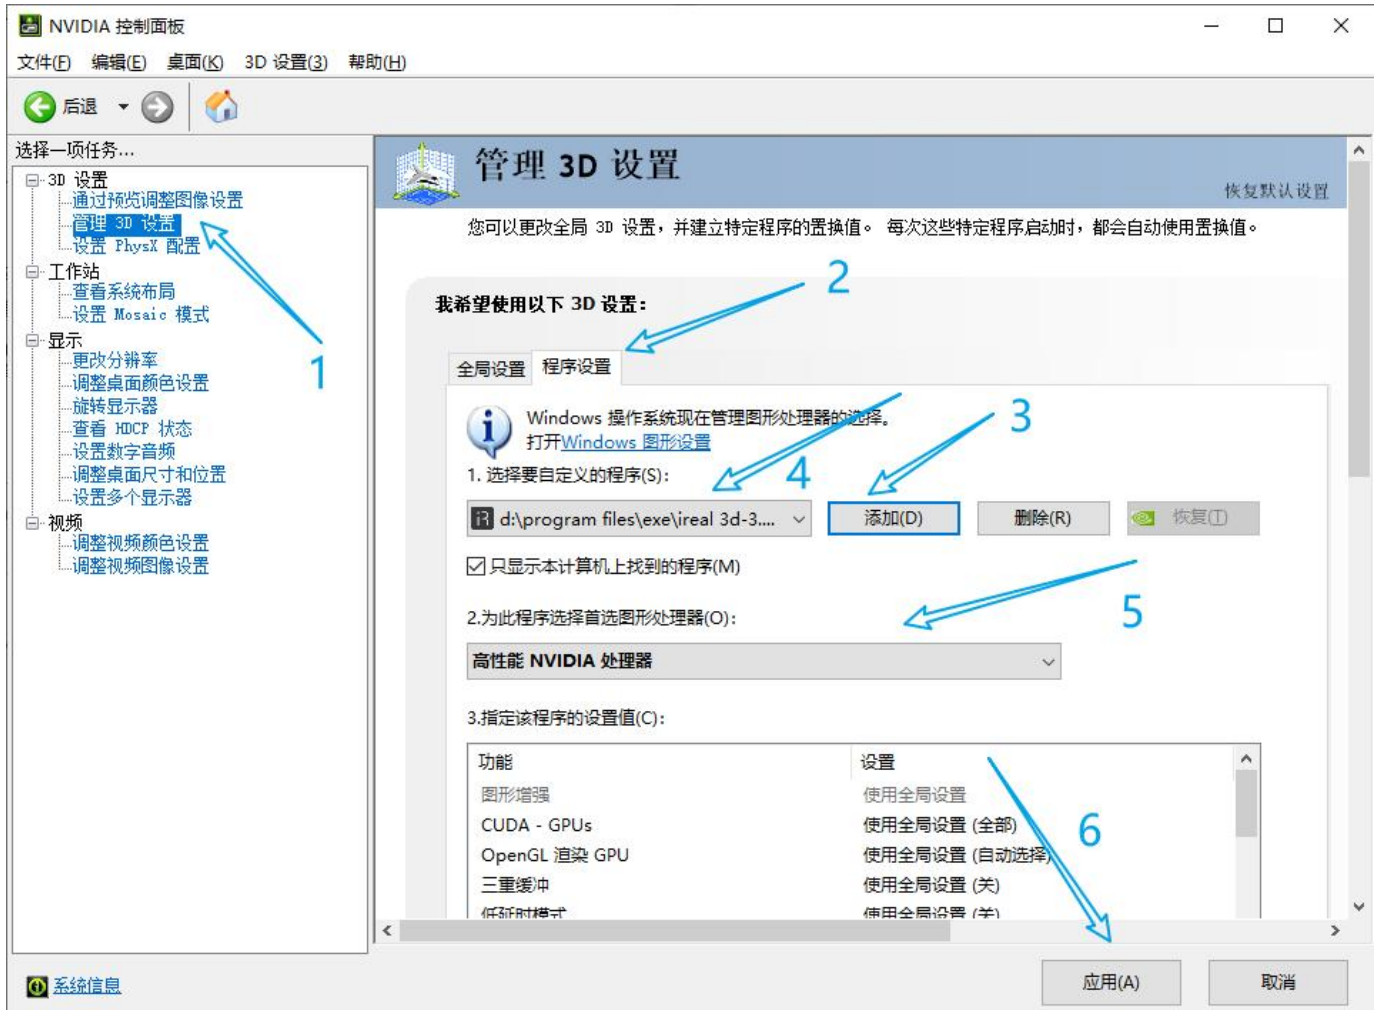 NVIDIA 控制面板
文件(F) 编辑(E) 桌面(K) 3D 设置(3) 帮助(H)
后退
选择一项任务...
3D 设置
通过预览调整图像设置
管理 3D 设置
设置 PhysX 配置
工作站
查看系统布局
设置 Mosaic 模式
显示
更改分辨率
调整桌面颜色设置
旋转显示器
查看 HDCP 状态
设置数字音频
调整桌面尺寸和位置
设置多个显示器
视频
调整视频颜色设置
调整视频图像设置
1
管理 3D 设置
恢复默认设置
您可以更改全局 3D 设置，并建立特定程序的置换值。 每次这些特定程序启动时，都会自动使用置换值。
2
我希望使用以下 3D 设置：
全局设置 程序设置
Windows 操作系统现在管理图形处理器的选择。
打开Windows 图形设置
3
1. 选择要自定义的程序(S):
4
d:\program files\exe\ireal 3d-3.... 添加(D) 删除(R) 恢复(T)
只显示本计算机上找到的程序(M)
5
2.为此程序选择首选图形处理器(O):
高性能 NVIDIA 处理器
3.指定该程序的设置值(C):
功能 设置
图形增强 使用全局设置
CUDA - GPUs 使用全局设置 (全部)
OpenGL 渲染 GPU 使用全局设置 (自动选择)
三重缓冲 使用全局设置 (关)
低延时模式 使用全局设置 (关)
6
系统信息
应用(A) 取消